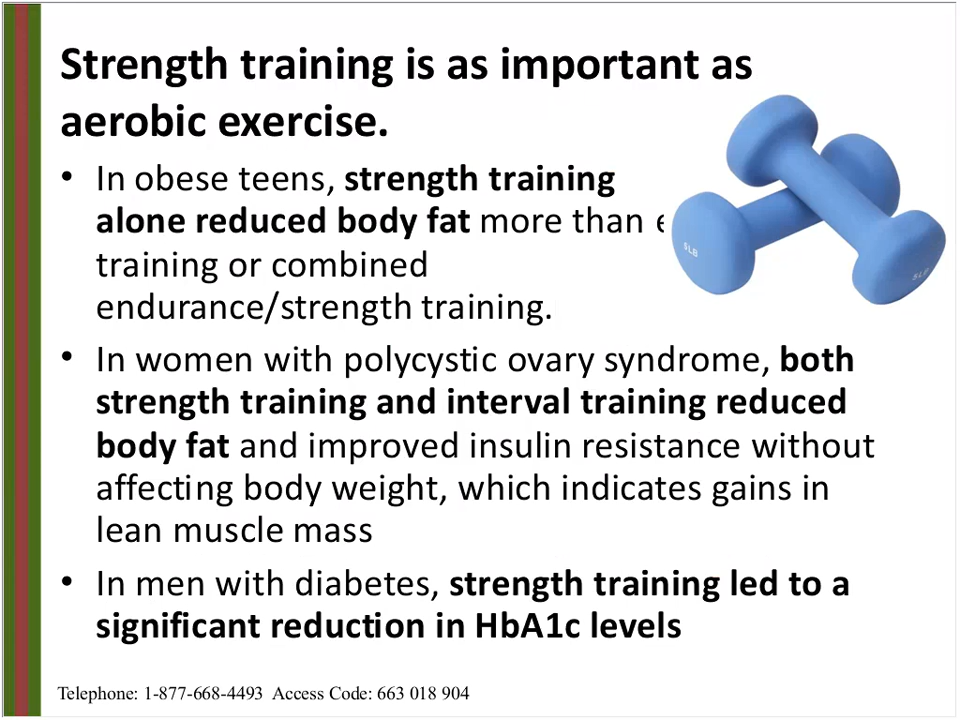 Strength training is as important as
aerobic exercise.
• In obese teens, strength training
alone reduced body fat more than
training or combined
endurance/strength training.
• In women with polycystic ovary syndrome, both
strength training and interval training reduced
body fat and improved insulin resistance without
affecting body weight, which indicates gains in
lean muscle mass
• In men with diabetes, strength training led to a
significant reduction in HbA1c levels
5LB
5LB
Telephone: 1-877-668-4493 Access Code: 663 018 904